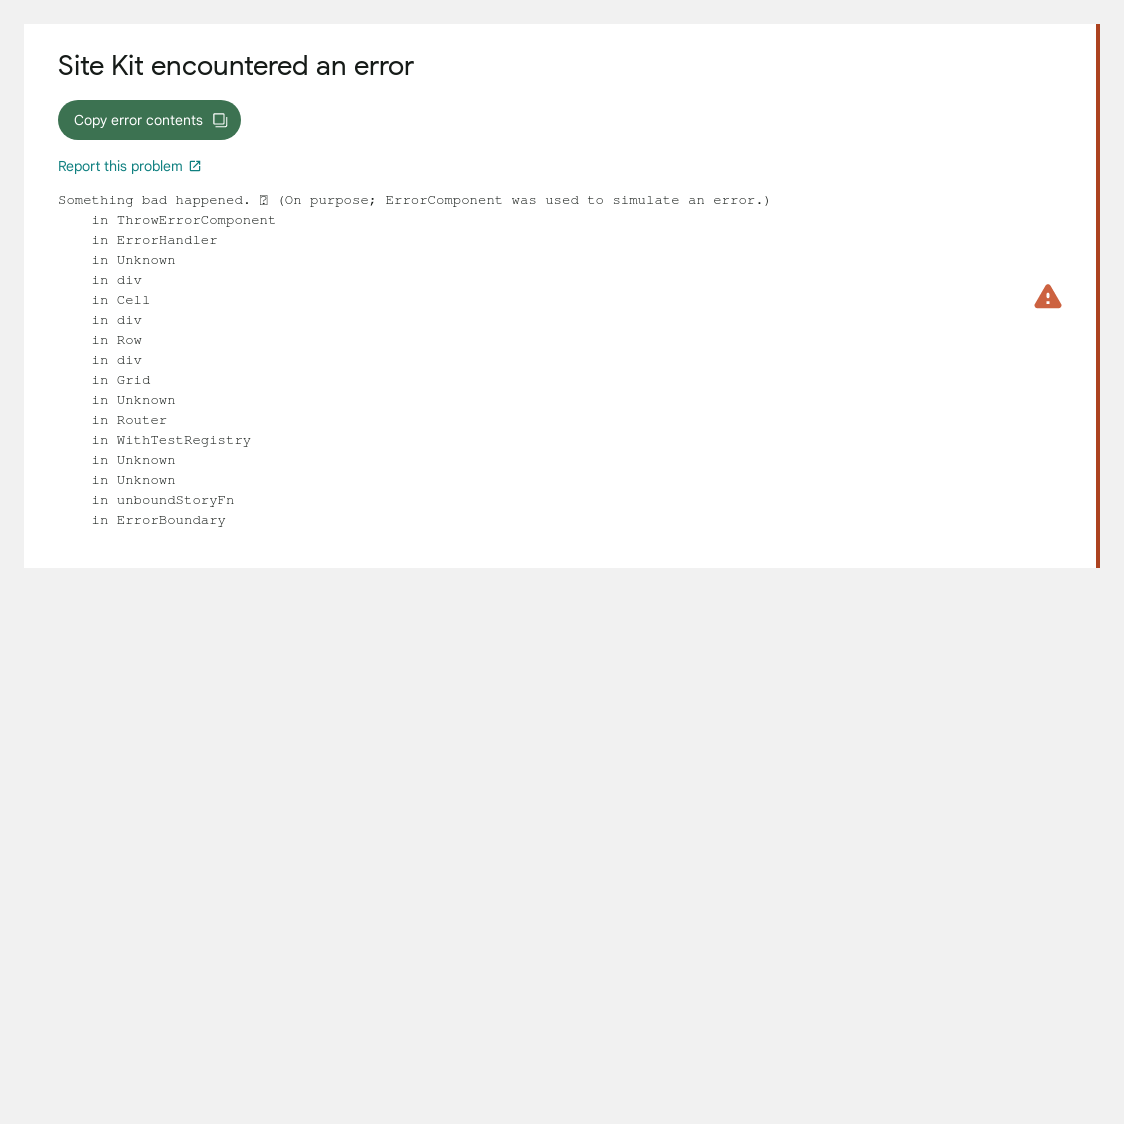 Site Kit encountered an error
Copy error contents
Report this problem
Something bad happened. (On purpose; ErrorComponent was used to simulate an error.)
in ThrowErrorComponent
in ErrorHandler
in Unknown
in div
in Cell
in div
in Row
in div
in Grid
in Unknown
in Router
in WithTestRegistry
in Unknown
in Unknown
in unboundStoryFn
in ErrorBoundary